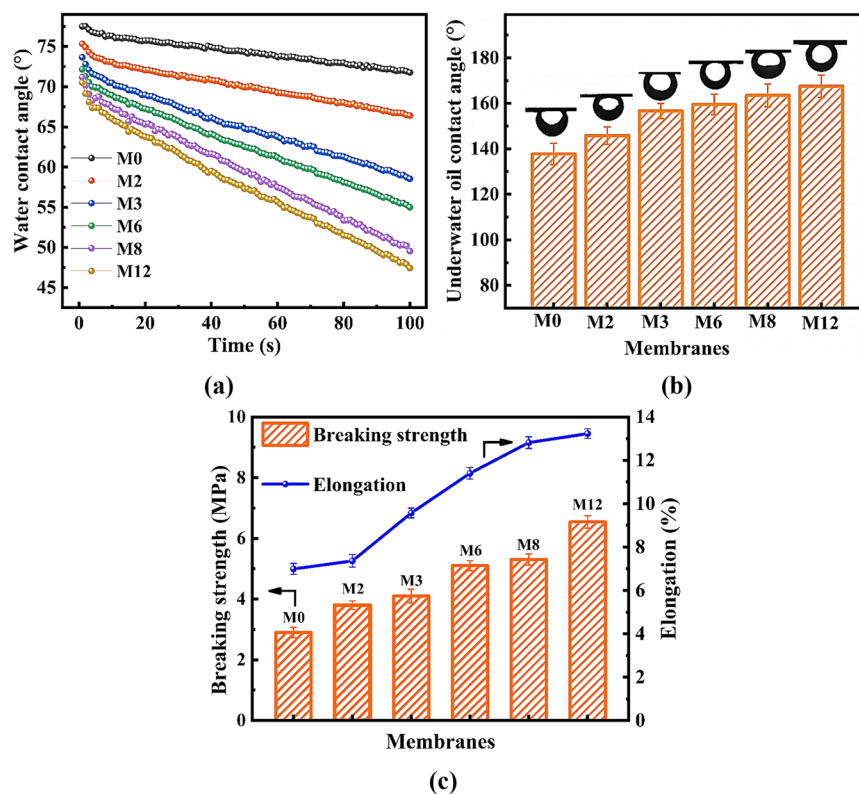 Water contact angle (°)
75
70
65
60
55
50
45
M0
M2
M3
M6
M8
M12
0
20
40
60
80
100
Time (s)
(a)
Underwater oil contact angle (°)
180
160
140
120
100
80
M0
M2
M3
M6
M8
M12
Membranes
(b)
Breaking strength (MPa)
10
8
6
4
2
0
Breaking strength
Elongation
M0
M2
M3
M6
M8
M12
14
12
10
8
6
4
2
0
Elongation (%)
Membranes
(c)